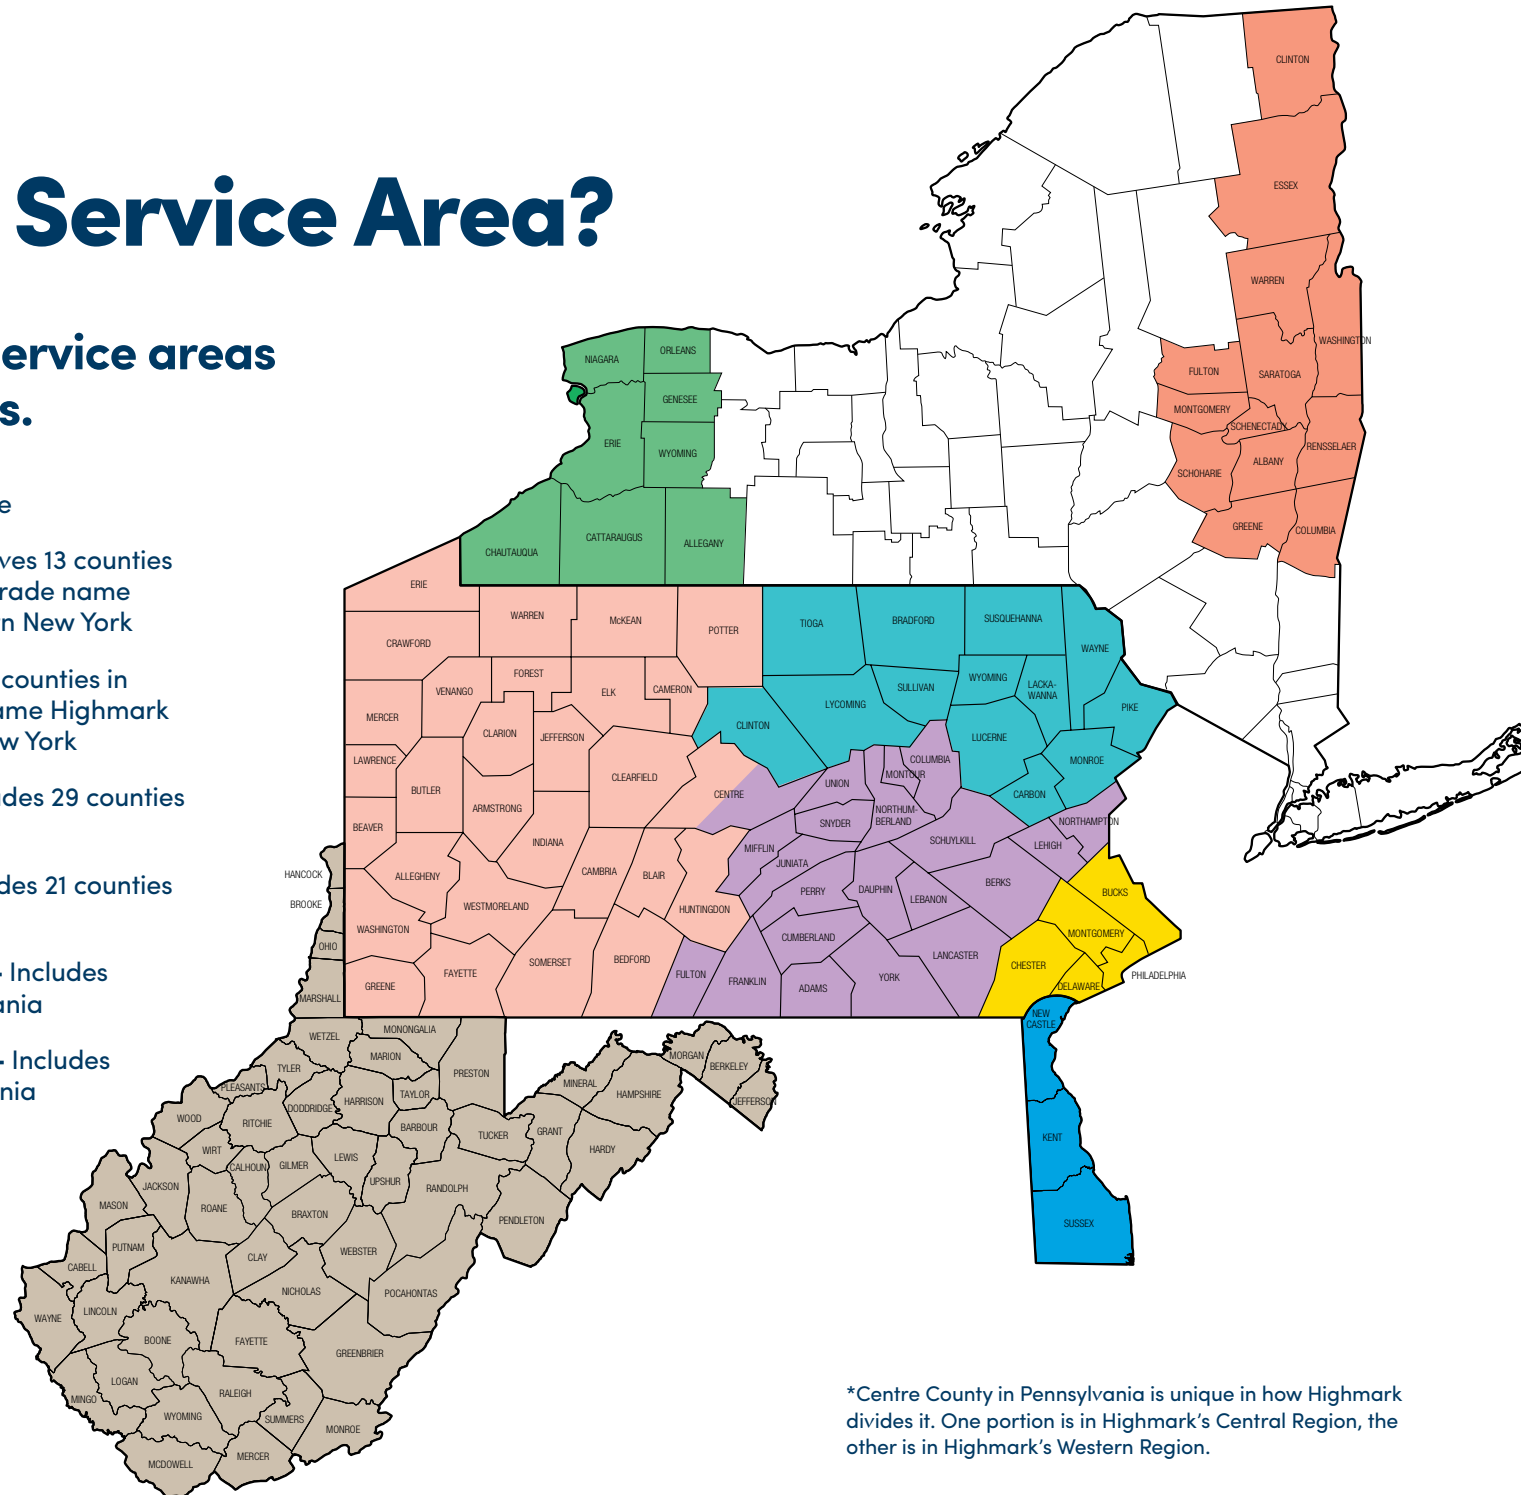 Service Area?
ervice areas
s.
e
ves 13 counties
rade name
n New York
counties in
ame Highmark
w York
des 29 counties
des 21 counties
- Includes
ania
- Includes
nia
CLINTON
ESSEX
WARREN
WASHINGTON
FULTON
SARATOGA
MONTGOMERY
SCHENECTADY
RENSSELAER
SCHOHARIE
ALBANY
GREENE
COLUMBIA
NIAGARA
ORLEANS
GENESEE
ERIE
WYOMING
CHAUTAUQUA
CATTARAUGUS
ALLEGANY
ERIE
WARREN
McKEAN
POTTER
CRAWFORD
FOREST
VENANGO
ELK
CAMERON
MERCER
CLARION
JEFFERSON
LAWRENCE
CLEARFIELD
BUTLER
CENTRE
ARMSTRONG
BEAVER
INDIANA
ALLEGHENY
CAMBRIA
BLAIR
WESTMORELAND
HUNTINGDON
WASHINGTON
FAYETTE
SOMERSET
BEDFORD
GREENE
TIOGA
BRADFORD
SUSQUEHANNA
WAYNE
WYOMING
LACKA-
WANNA
SULLIVAN
LYCOMING
PIKE
CLINTON
LUCERNE
MONROE
CARBON
COLUMBIA
MONTOUR
UNION
NORTHUM-
BERLAND
SNYDER
NORTHAMPTON
SCHUYLKILL
LEHIGH
MIFFLIN
JUNIATA
BERKS
PERRY
DAUPHIN
LEBANON
CUMBERLAND
LANCASTER
FULTON
FRANKLIN
ADAMS
YORK
BUCKS
MONTGOMERY
CHESTER
DELAWARE
PHILADELPHIA
NEW
CASTLE
KENT
SUSSEX
HANCOCK
BROOKE
OHIO
MARSHALL
WETZEL
MONONGALIA
MARION
PRESTON
TYLER
PLEASANTS
DODDRIDGE
HARRISON
TAYLOR
MINERAL
HAMPSHIRE
MORGAN
BERKELEY
JEFFERSON
WOOD
RITCHIE
BARBOUR
TUCKER
GRANT
HARDY
WIRT
CALHOUN
GILMER
LEWIS
UPSHUR
RANDOLPH
JACKSON
MASON
ROANE
BRAXTON
PENDLETON
PUTNAM
CLAY
WEBSTER
CABELL
KANAWHA
NICHOLAS
POCAHONTAS
WAYNE
LINCOLN
BOONE
FAYETTE
GREENBRIER
LOGAN
MINGO
RALEIGH
WYOMING
SUMMERS
MONROE
MCDOWELL
MERCER
*Centre County in Pennsylvania is unique in how Highmark
divides it. One portion is in Highmark's Central Region, the
other is in Highmark's Western Region.